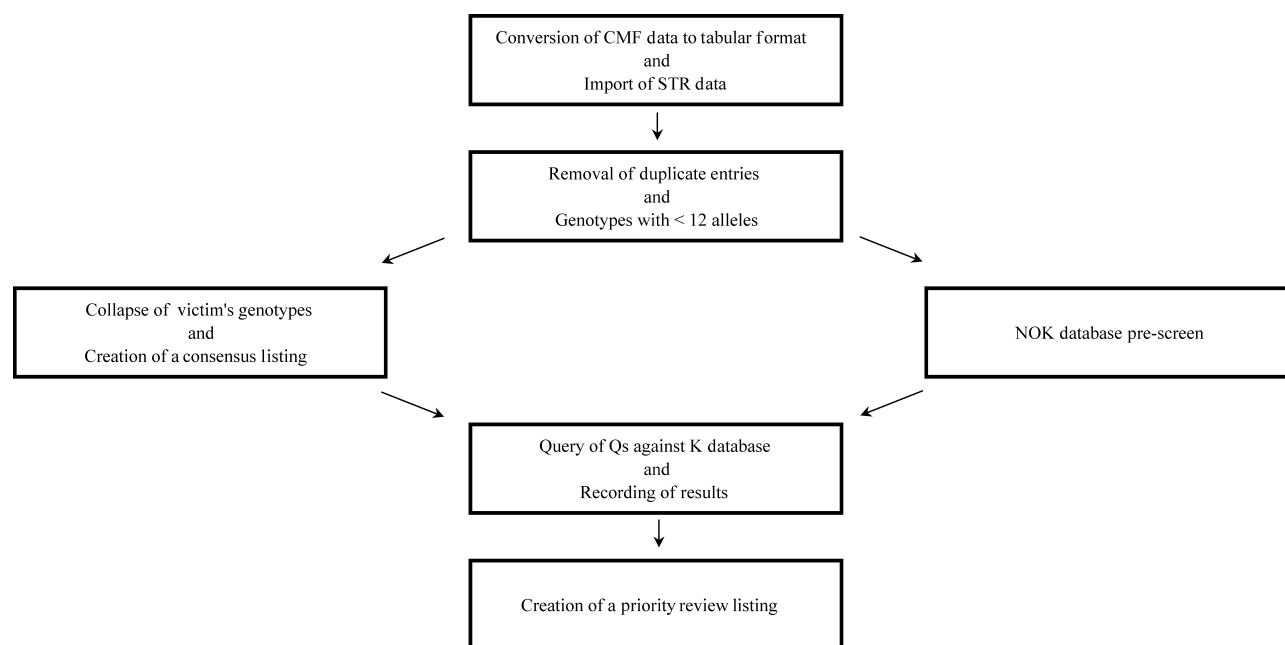 Conversion of CMF data to tabular format
and
Import of STR data
Removal of duplicate entries
and
Genotypes with < 12 alleles
Collapse of victim's genotypes
and
Creation of a consensus listing
NOK database pre-screen
Query of Qs against K database
and
Recording of results
Creation of a priority review listing